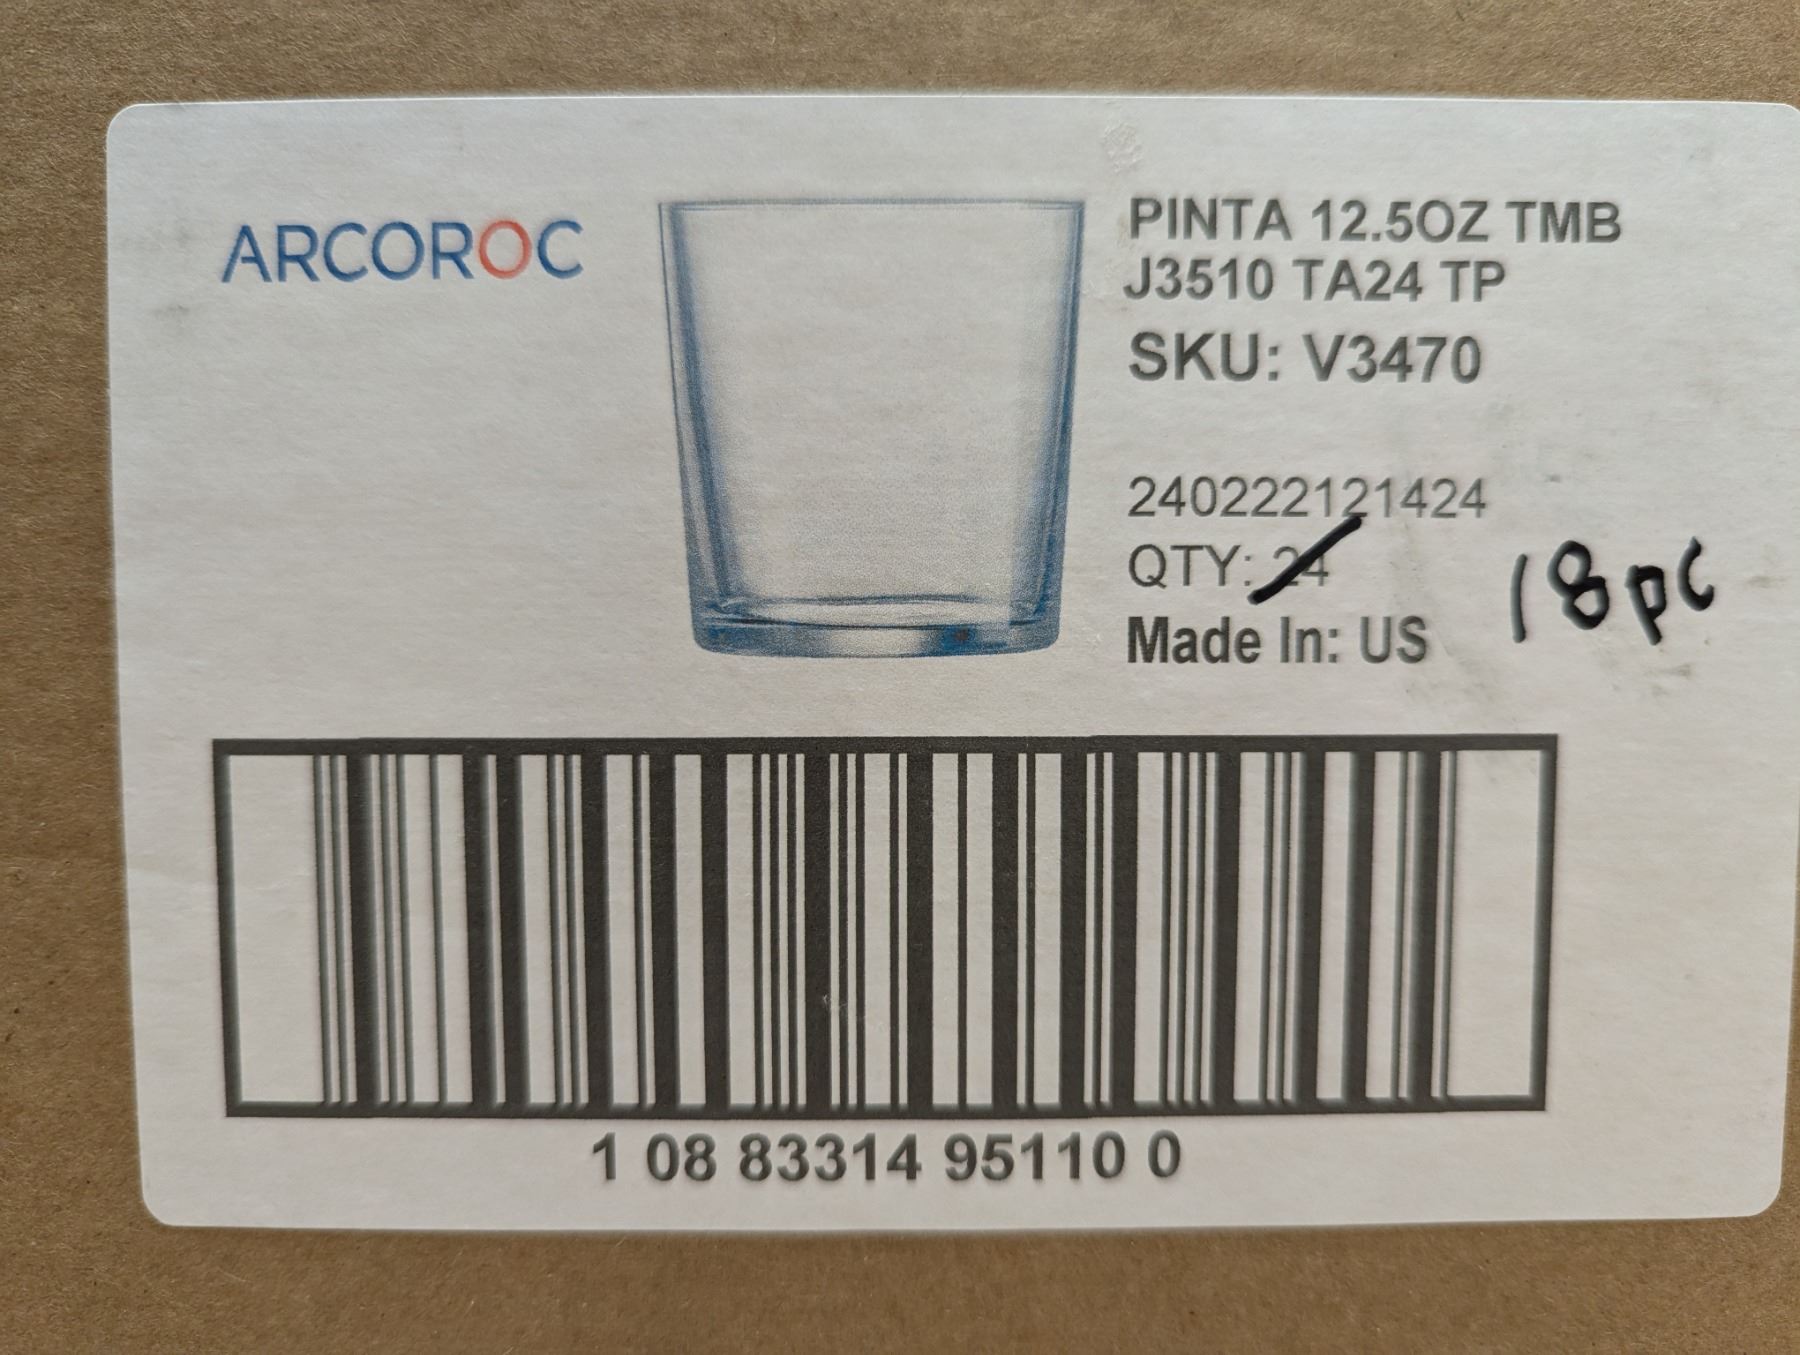 ARCOROC
PINTA 12.5OZ TMB
J3510 TA24 TP
SKU: V3470
240222121424
QTY: 24
18pc
Made In: US
1 08 83314 95110 0